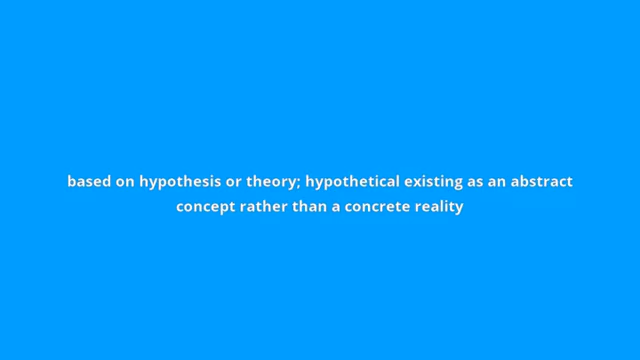 based on hypothesis or theory; hypothetical existing as an abstract
concept rather than a concrete reality